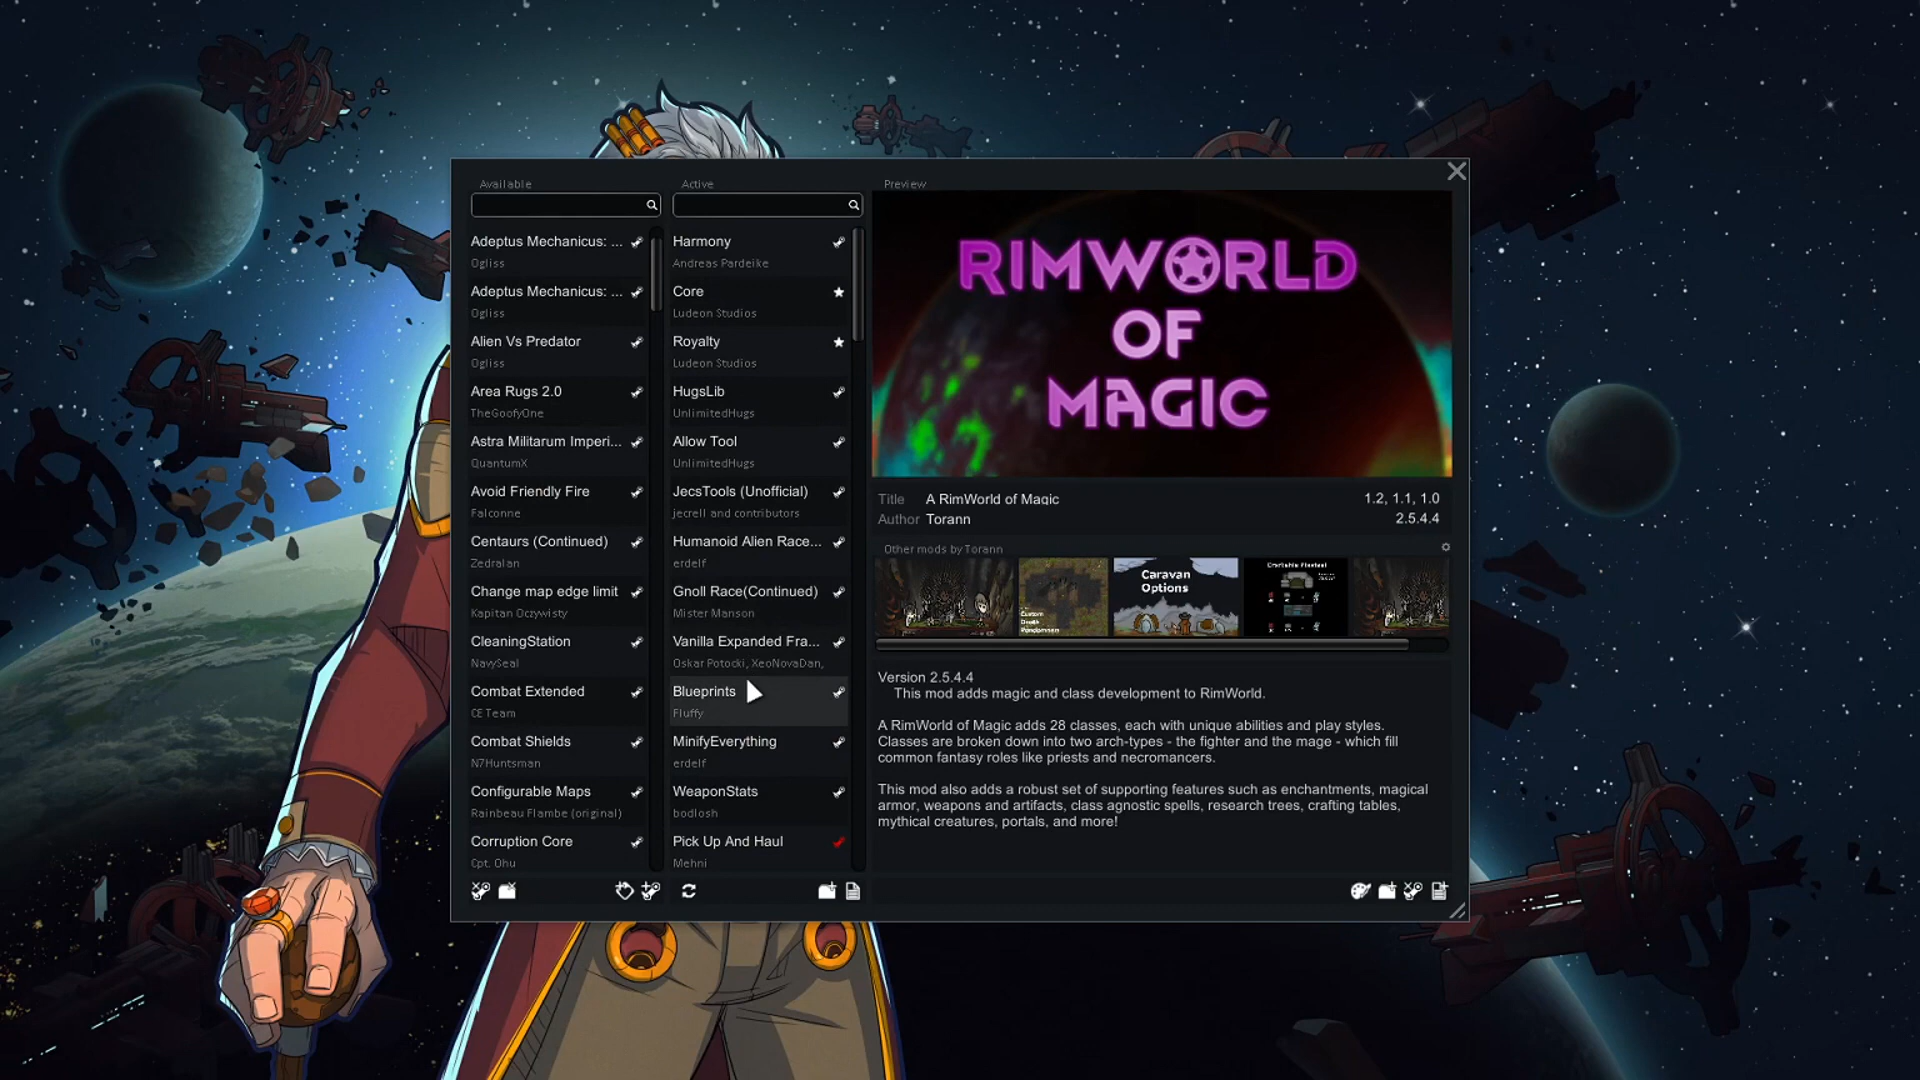 Available
Adeptus Mechanicus: ...
Ogliss
Adeptus Mechanicus: ...
Ogliss
Alien Vs Predator
Ogliss
Area Rugs 2.0
TheGoofyOne
Astra Militarum Imperi...
QuantumX
Avoid Friendly Fire
Falconne
Centaurs (Continued)
Zedralan
Change map edge limit
Kapitan Oczywisty
CleaningStation
NavySeal
Combat Extended
CE Team
Combat Shields
N7Huntsman
Configurable Maps
Rainbeau Flambe (original)
Corruption Core
Cpt. Ohu
Active
Harmony
Andreas Pardeike
Core
Ludeon Studios
Royalty
Ludeon Studios
HugsLib
UnlimitedHugs
Allow Tool
UnlimitedHugs
JecsTools (Unofficial)
jecrell and contributors
Humanoid Alien Race...
erdelf
Gnoll Race(Continued)
Mister Manson
Vanilla Expanded Fra...
Oskar Potocki, XeoNovaDan,
Blueprints
Fluffy
MinifyEverything
erdelf
WeaponStats
bodlosh
Pick Up And Haul
Mehni
Preview
RIMWORLD
OF
MAGIC
Title A RimWorld of Magic 1.2, 1.1, 1.0
Author Torann 2.5.4.4
Other mods by Torann
Custom
Death
Randomness
Caravan
Options
Version 2.5.4.4
This mod adds magic and class development to RimWorld.
A RimWorld of Magic adds 28 classes, each with unique abilities and play styles.
Classes are broken down into two arch-types - the fighter and the mage - which fill
common fantasy roles like priests and necromancers.
This mod also adds a robust set of supporting features such as enchantments, magical
armor, weapons and artifacts, class agnostic spells, research trees, crafting tables,
mythical creatures, portals, and more!